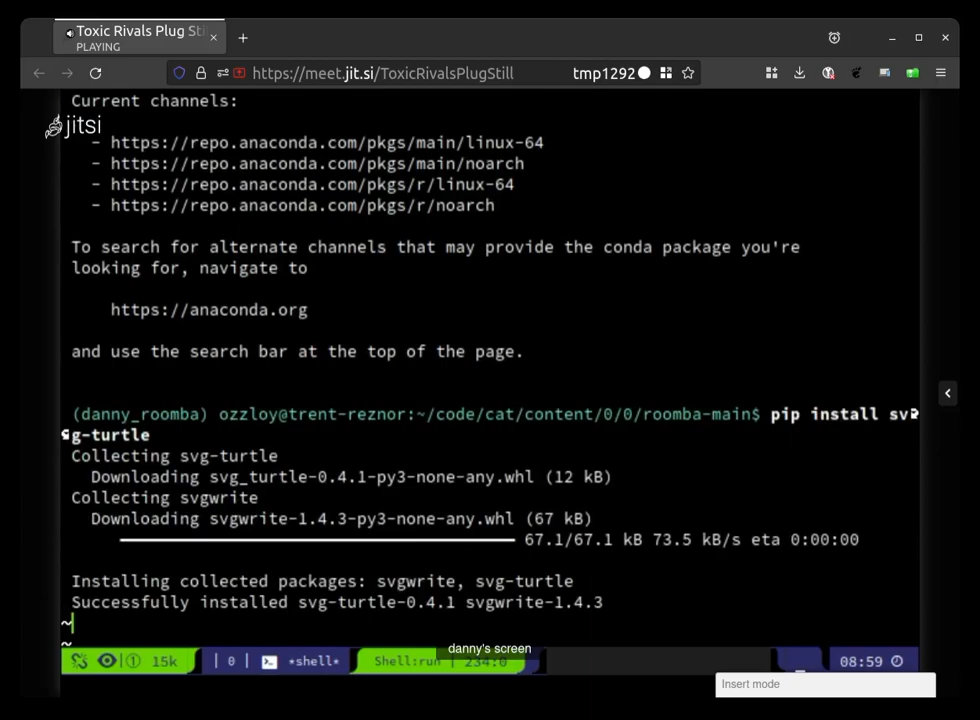 Toxic Rivals Plug Sti
PLAYING
https://meet.jit.si/ToxicRivalsPlugStill tmp1292
Current channels:
jitsi
- https://repo.anaconda.com/pkgs/main/linux-64
- https://repo.anaconda.com/pkgs/main/noarch
- https://repo.anaconda.com/pkgs/r/linux-64
- https://repo.anaconda.com/pkgs/r/noarch
To search for alternate channels that may provide the conda package you're
looking for, navigate to
https://anaconda.org
and use the search bar at the top of the page.
(danny_roomba) ozzloy@trent-reznor:~/code/cat/content/0/0/roomba-main$ pip install sv
g-turtle
Collecting svg-turtle
Downloading svg_turtle-0.4.1-py3-none-any.whl (12 kB)
Collecting svgwrite
Downloading svgwrite-1.4.3-py3-none-any.whl (67 kB)
67.1/67.1 kB 73.5 kB/s eta 0:00:00
Installing collected packages: svgwrite, svg-turtle
Successfully installed svg-turtle-0.4.1 svgwrite-1.4.3
~
~
danny's screen
① 15k | 0 | *shell* Shell:run | 234:0 08:59
Insert mode